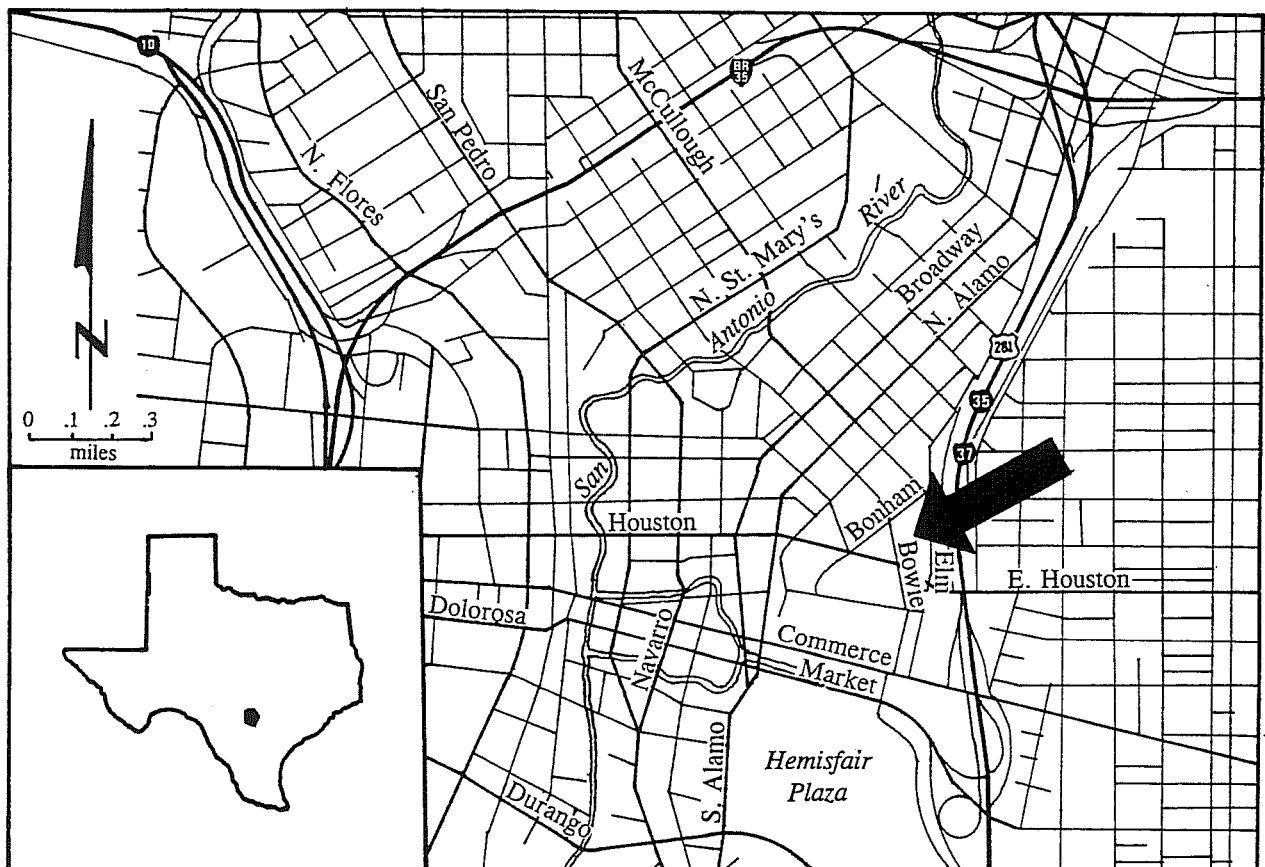 10
BR
35
McCullough
San Pedro
N. Flores
River
N. St. Mary's
Broadway
N. Alamo
Antonio
N
281
35
0 .1 .2 .3
miles
37
San
Bonham
Houston
Bowie
Elm
E. Houston
Dolorosa
Navarro
Commerce
Market
S. Alamo
Hemisfair
Plaza
Durango